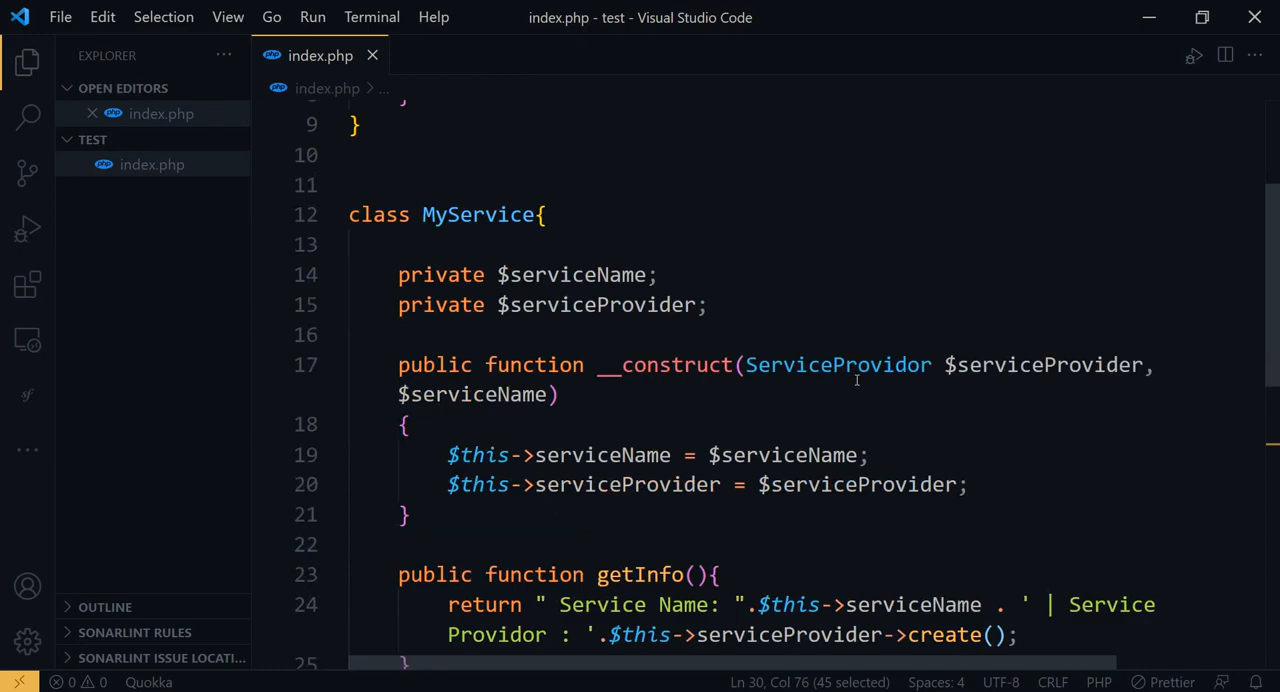 File Edit Selection View Go Run Terminal Help index.php - test - Visual Studio Code
EXPLORER ...
php index.php
OPEN EDITORS
php index.php > ...
php index.php
TEST
php index.php
}
9 }
10
11
12 class MyService{
13
14 private $serviceName;
15 private $serviceProvider;
16
17 public function __construct(ServiceProvidor $serviceProvider,
$serviceName)
18 {
19 $this->serviceName = $serviceName;
20 $this->serviceProvider = $serviceProvider;
21 }
22
23 public function getInfo(){
24 return " Service Name: ".$this->serviceName . ' | Service
Providor : '.$this->serviceProvider->create();
25 }
OUTLINE
SONARLINT RULES
SONARLINT ISSUE LOCATI...
0 0 Quokka Ln 30, Col 76 (45 selected) Spaces: 4 UTF-8 CRLF PHP Prettier